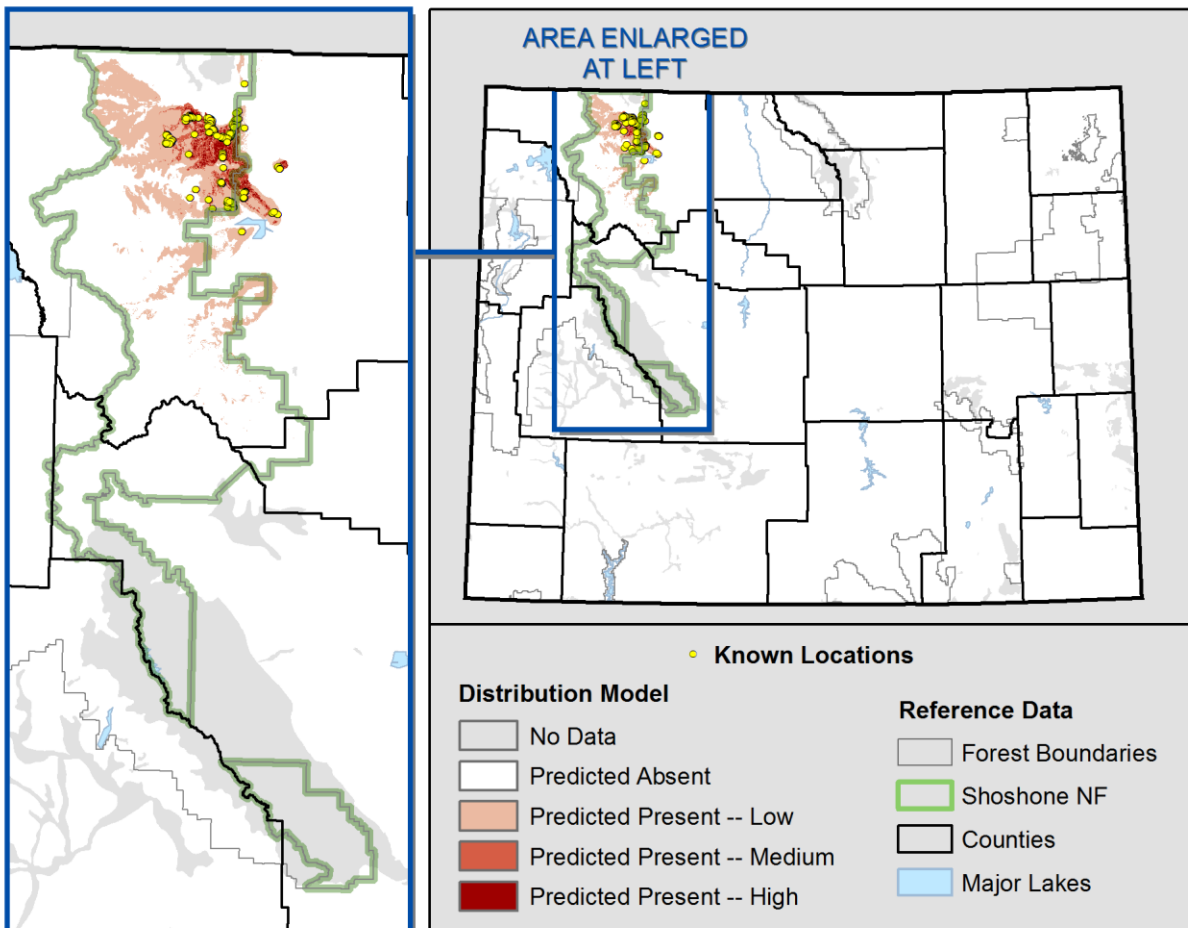 AREA ENLARGED
AT LEFT
Known Locations
Distribution Model
No Data
Predicted Absent
Predicted Present -- Low
Predicted Present -- Medium
Predicted Present -- High
Reference Data
Forest Boundaries
Shoshone NF
Counties
Major Lakes